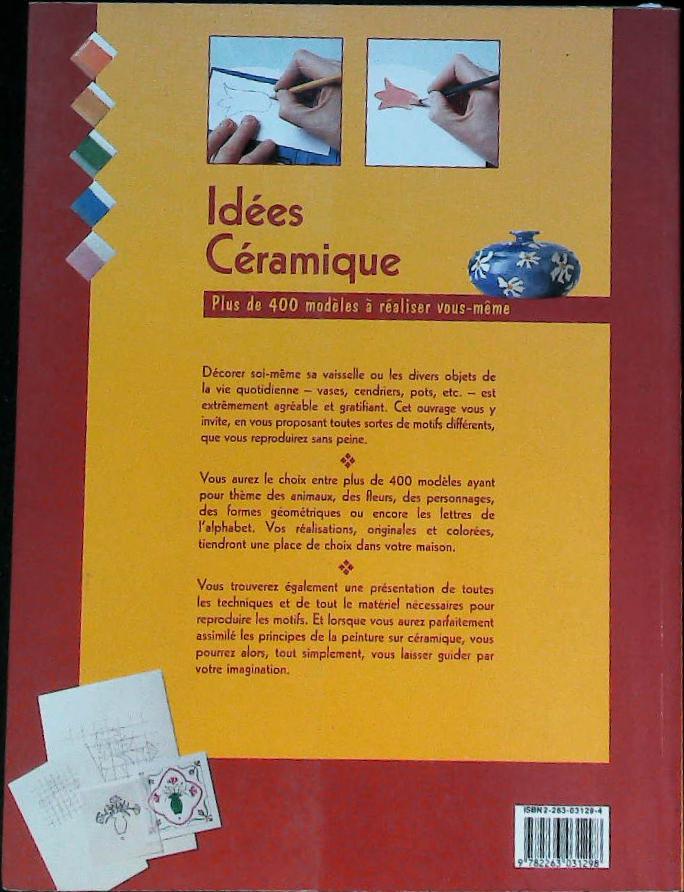 Idées
Céramique
Plus de 400 modèles à réaliser vous-même
Décorer soi-même sa vaisselle ou les divers objets de
la vie quotidienne – vases, cendriers, pots, etc. – est
extrêmement agréable et gratifiant. Cet ouvrage vous y
invite, en vous proposant toutes sortes de motifs différents,
que vous reproduirez sans peine.
Vous aurez le choix entre plus de 400 modèles ayant
pour thème des animaux, des fleurs, des personnages,
des formes géométriques ou encore les lettres de
l'alphabet. Vos réalisations, originales et colorées,
tiendront une place de choix dans votre maison.
Vous trouverez également une présentation de toutes
les techniques et de tout le matériel nécessaires pour
reproduire les motifs. Et lorsque vous aurez parfaitement
assimilé les principes de la peinture sur céramique, vous
pourrez alors, tout simplement, vous laisser guider par
votre imagination.
ISBN 2-263-03129-4
9 782263 031298